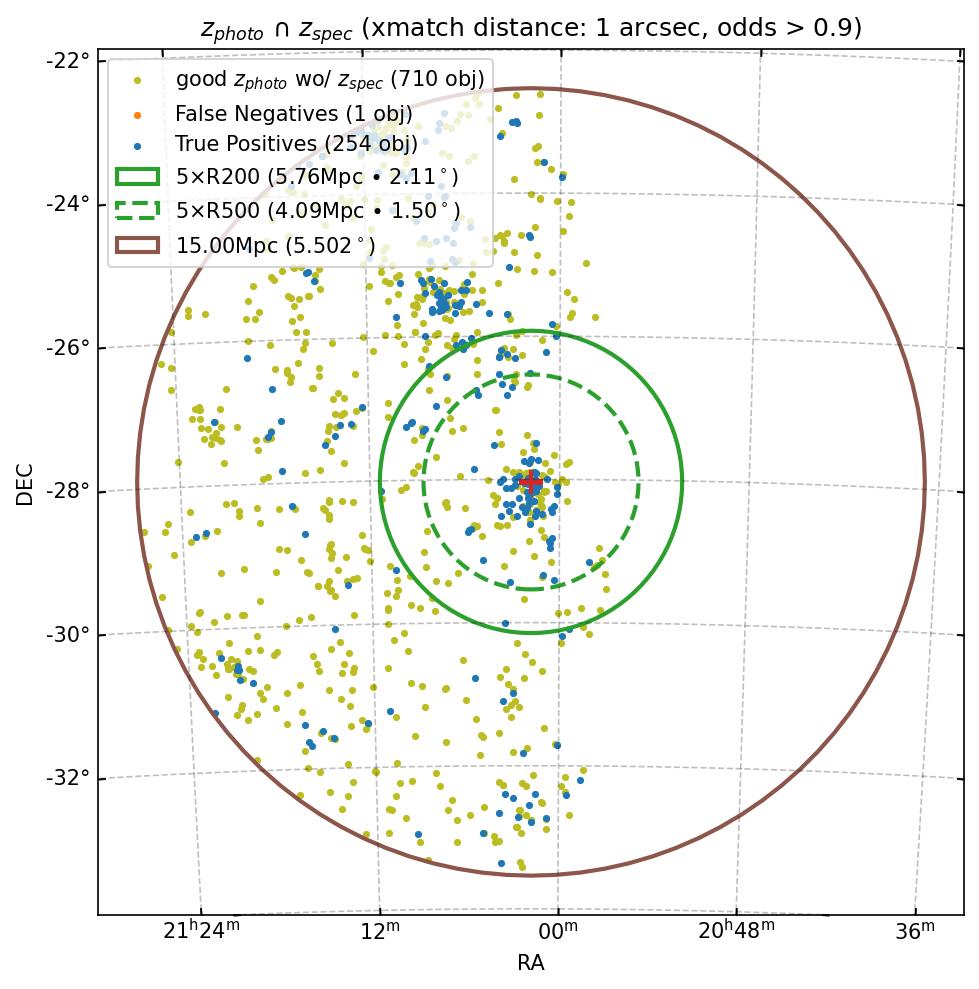 z_photo ∩ z_spec (xmatch distance: 1 arcsec, odds > 0.9)
good z_photo wo/ z_spec (710 obj)
False Negatives (1 obj)
True Positives (254 obj)
5×R200 (5.76Mpc • 2.11°)
5×R500 (4.09Mpc • 1.50°)
15.00Mpc (5.502°)
-22°
-24°
-26°
-28°
-30°
-32°
DEC
21ʰ24ᵐ 12ᵐ 00ᵐ 20ʰ48ᵐ 36ᵐ
RA